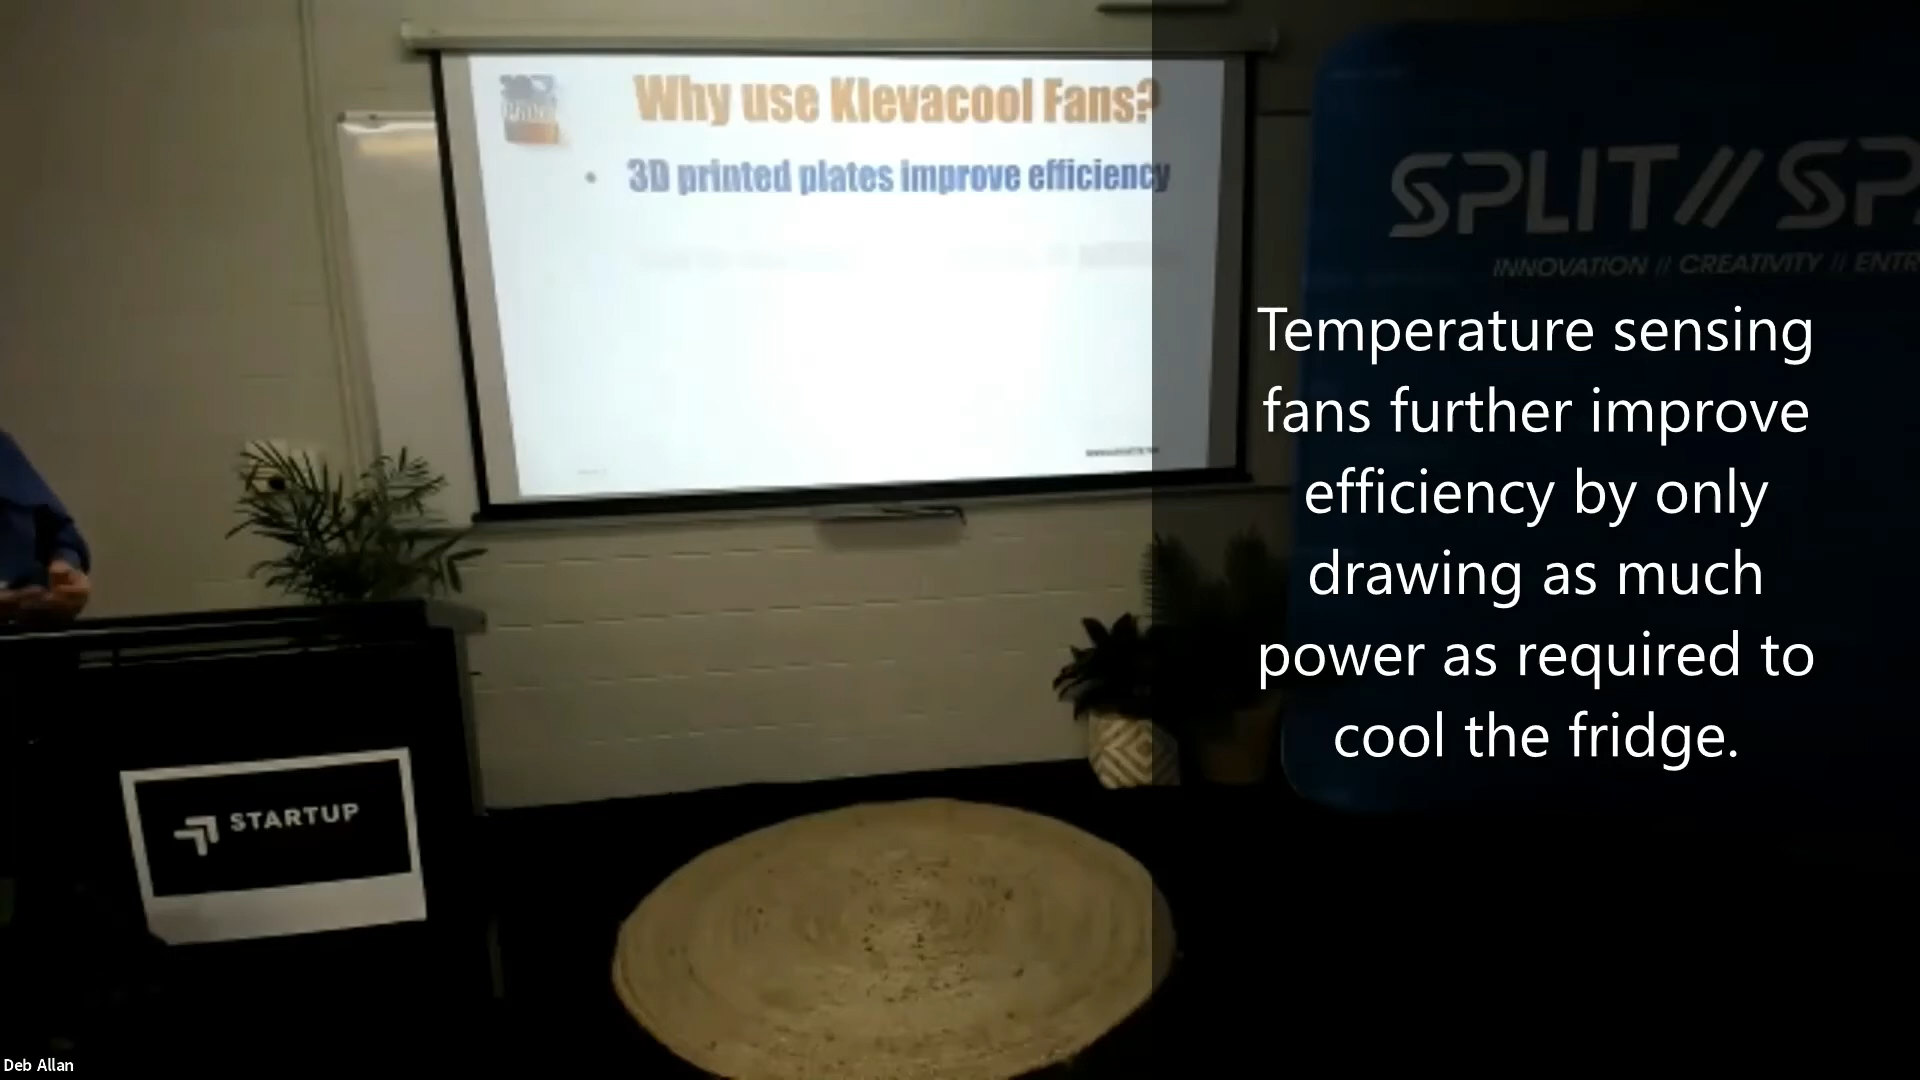 Why use Klevacool Fans?
• 3D printed plates improve efficiency
SPLIT//SPA
INNOVATION // CREATIVITY // ENTR
Temperature sensing
fans further improve
efficiency by only
drawing as much
power as required to
cool the fridge.
STARTUP
Deb Allan